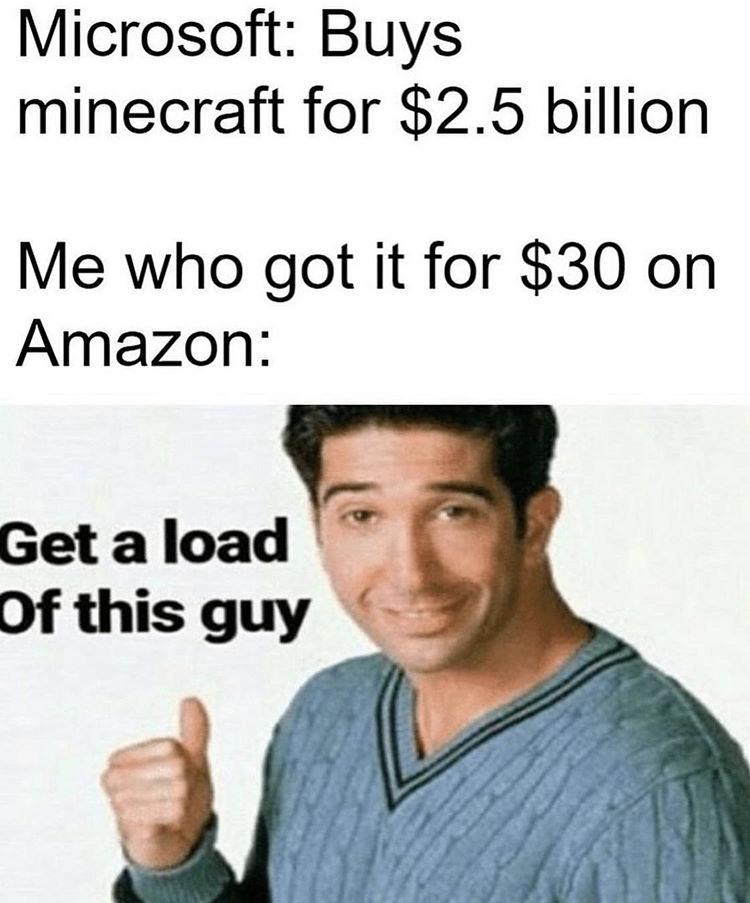 Microsoft: Buys
minecraft for $2.5 billion
Me who got it for $30 on
Amazon:
Get a load
Of this guy